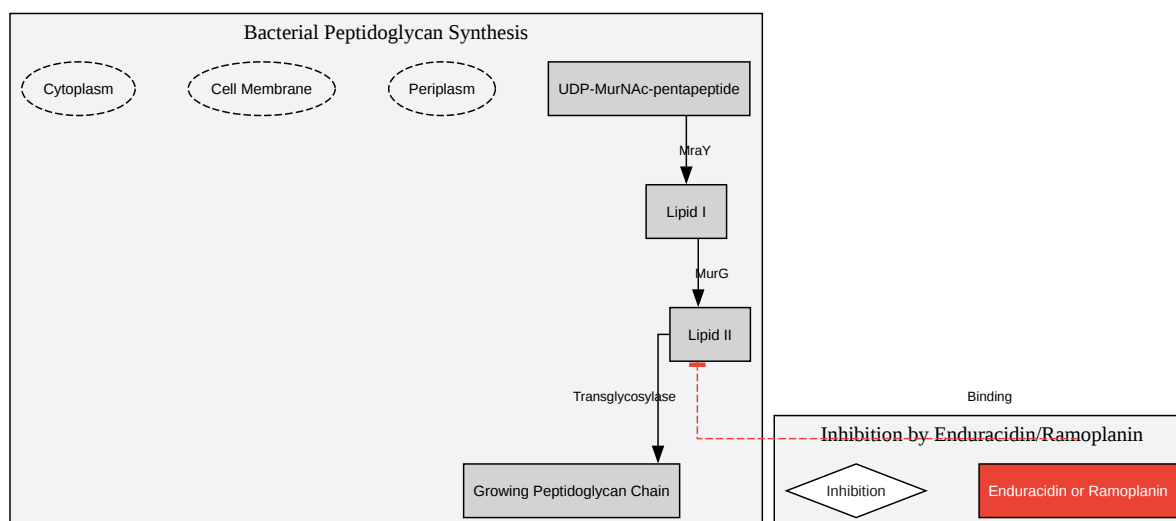 Bacterial Peptidoglycan Synthesis
Cytoplasm
Cell Membrane
Periplasm
UDP-MurNAc-pentapeptide
MraY
Lipid I
MurG
Lipid II
Transglycosylase
Binding
Inhibition by Enduracidin/Ramoplanin
Growing Peptidoglycan Chain
Inhibition
Enduracidin or Ramoplanin